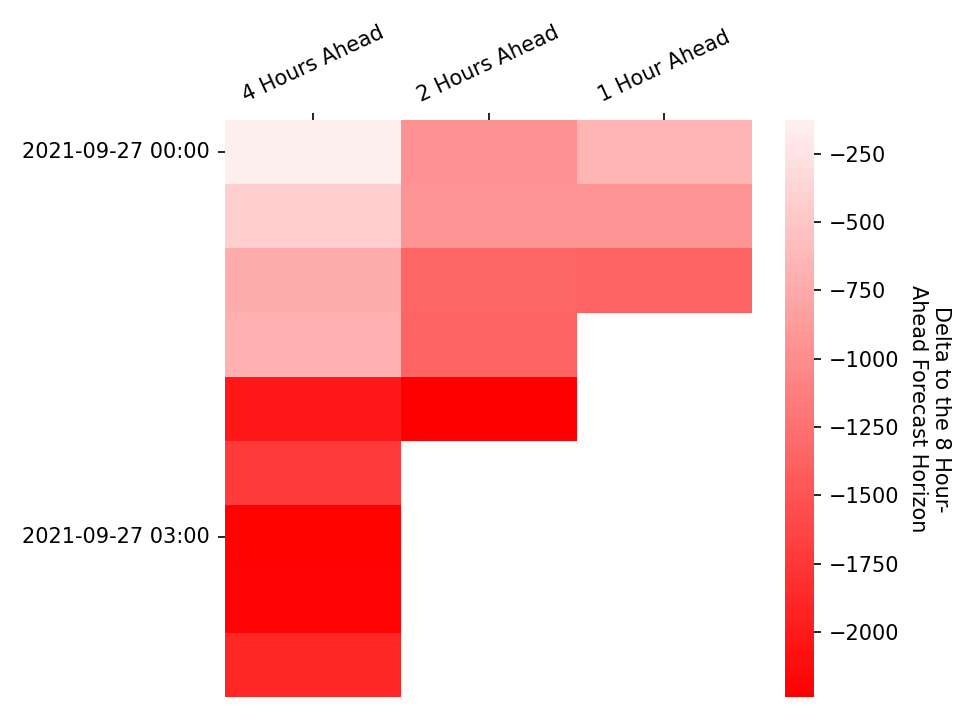 4 Hours Ahead
2 Hours Ahead
1 Hour Ahead
2021-09-27 00:00
2021-09-27 03:00
−250
−500
−750
−1000
−1250
−1500
−1750
−2000
Delta to the 8 Hour-
Ahead Forecast Horizon